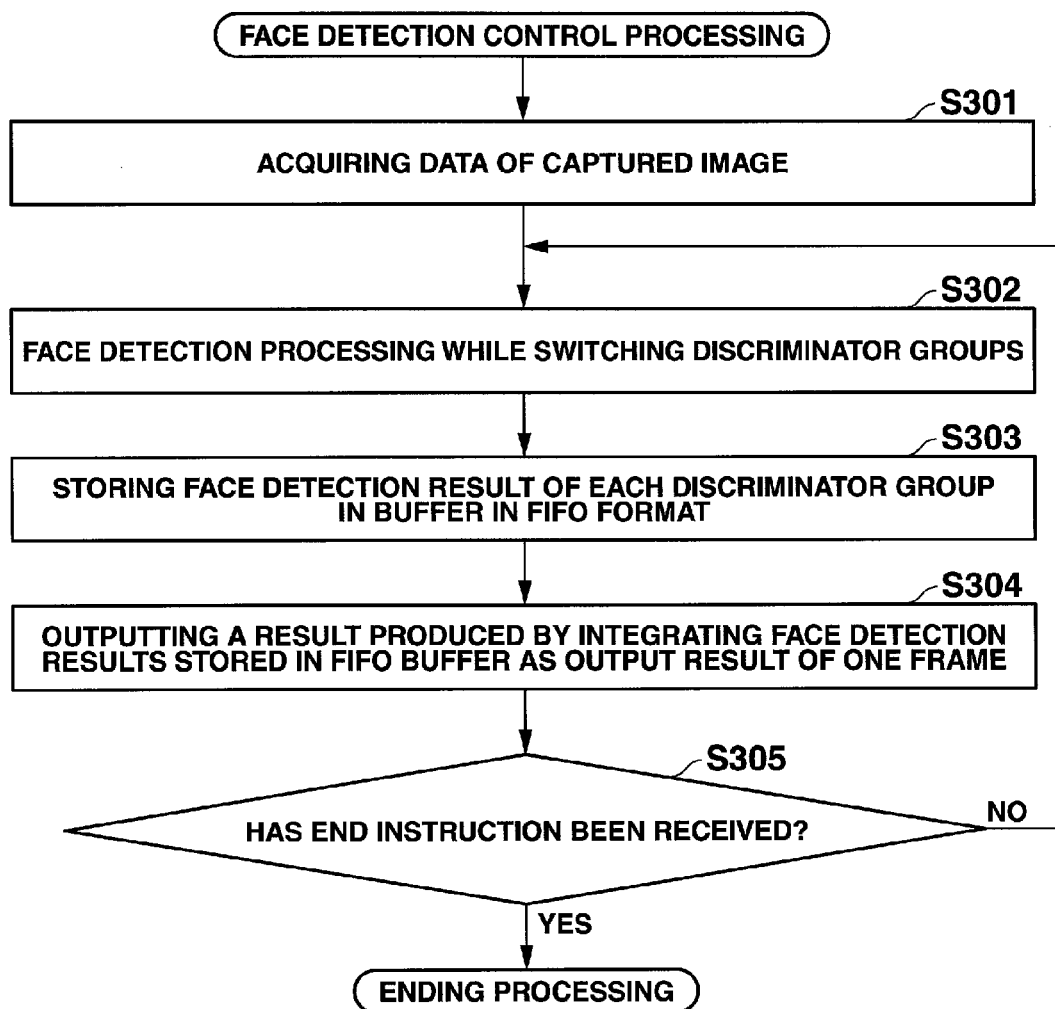 FACE DETECTION CONTROL PROCESSING
S301
ACQUIRING DATA OF CAPTURED IMAGE
S302
FACE DETECTION PROCESSING WHILE SWITCHING DISCRIMINATOR GROUPS
S303
STORING FACE DETECTION RESULT OF EACH DISCRIMINATOR GROUP
IN BUFFER IN FIFO FORMAT
S304
OUTPUTTING A RESULT PRODUCED BY INTEGRATING FACE DETECTION
RESULTS STORED IN FIFO BUFFER AS OUTPUT RESULT OF ONE FRAME
S305
HAS END INSTRUCTION BEEN RECEIVED?
NO
YES
ENDING PROCESSING